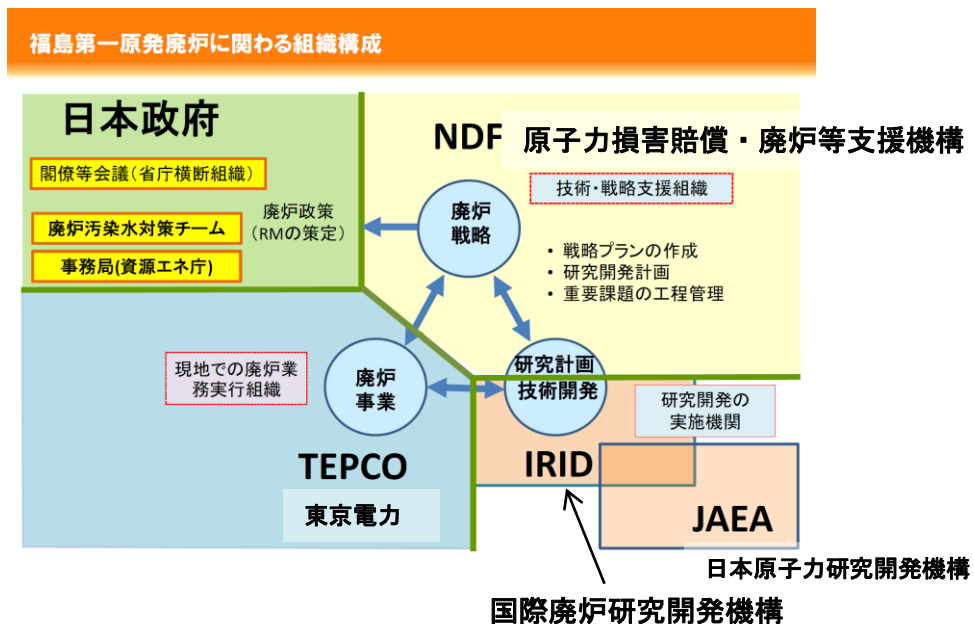 福島第一原発廃炉に関わる組織構成
日本政府
閣僚等会議（省庁横断組織）
廃炉汚染水対策チーム
事務局(資源エネ庁)
廃炉政策
（RMの策定）
NDF 原子力損害賠償・廃炉等支援機構
技術・戦略支援組織
廃炉
戦略
・ 戦略プランの作成
・ 研究開発計画
・ 重要課題の工程管理
現地での廃炉業
務実行組織
廃炉
事業
研究計画
技術開発
研究開発の
実施機関
TEPCO
東京電力
IRID
JAEA
日本原子力研究開発機構
国際廃炉研究開発機構